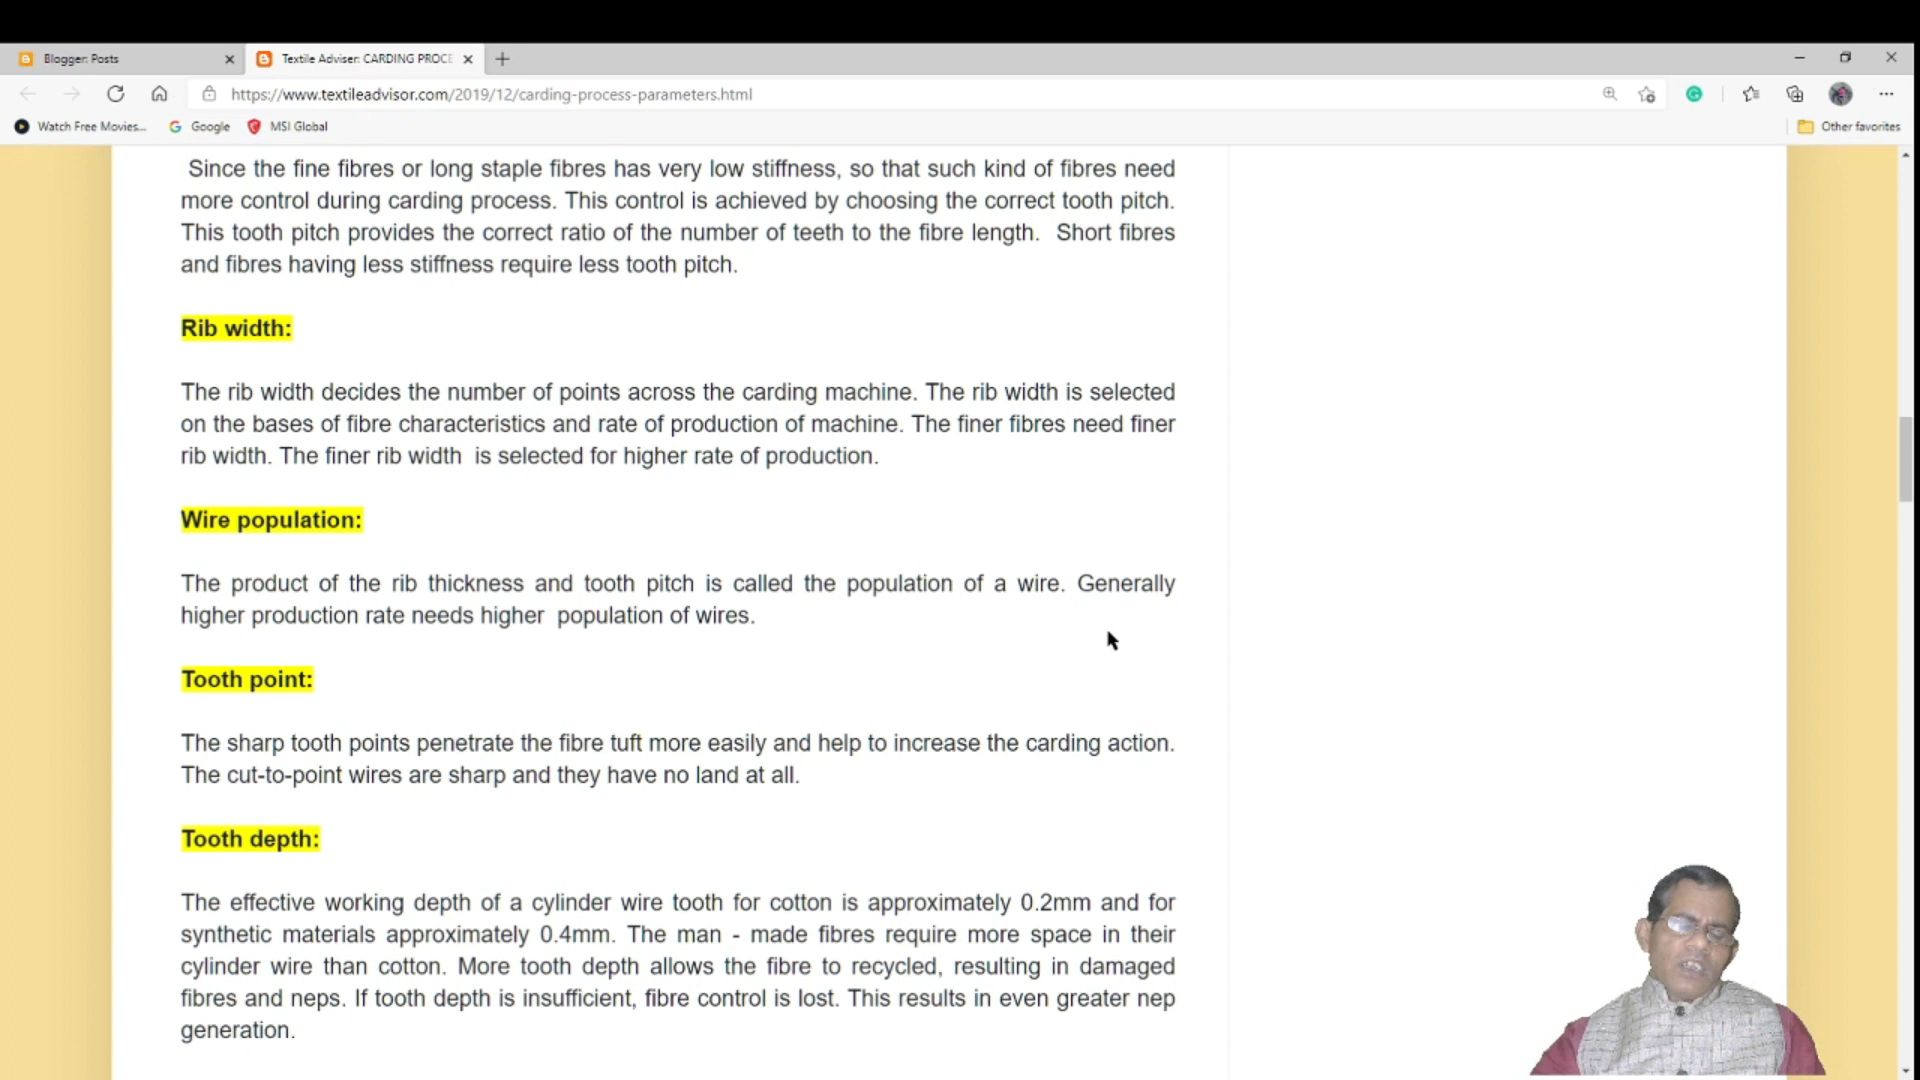 Blogger: Posts
Textile Adviser: CARDING PROCE
https://www.textileadvisor.com/2019/12/carding-process-parameters.html
Watch Free Movies...
Google
MSI Global
Other favorites
Since the fine fibres or long staple fibres has very low stiffness, so that such kind of fibres need
more control during carding process. This control is achieved by choosing the correct tooth pitch.
This tooth pitch provides the correct ratio of the number of teeth to the fibre length.  Short fibres
and fibres having less stiffness require less tooth pitch.
Rib width:
The rib width decides the number of points across the carding machine. The rib width is selected
on the bases of fibre characteristics and rate of production of machine. The finer fibres need finer
rib width. The finer rib width  is selected for higher rate of production.
Wire population:
The product of the rib thickness and tooth pitch is called the population of a wire. Generally
higher production rate needs higher  population of wires.
Tooth point:
The sharp tooth points penetrate the fibre tuft more easily and help to increase the carding action.
The cut-to-point wires are sharp and they have no land at all.
Tooth depth:
The effective working depth of a cylinder wire tooth for cotton is approximately 0.2mm and for
synthetic materials approximately 0.4mm. The man - made fibres require more space in their
cylinder wire than cotton. More tooth depth allows the fibre to recycled, resulting in damaged
fibres and neps. If tooth depth is insufficient, fibre control is lost. This results in even greater nep
generation.